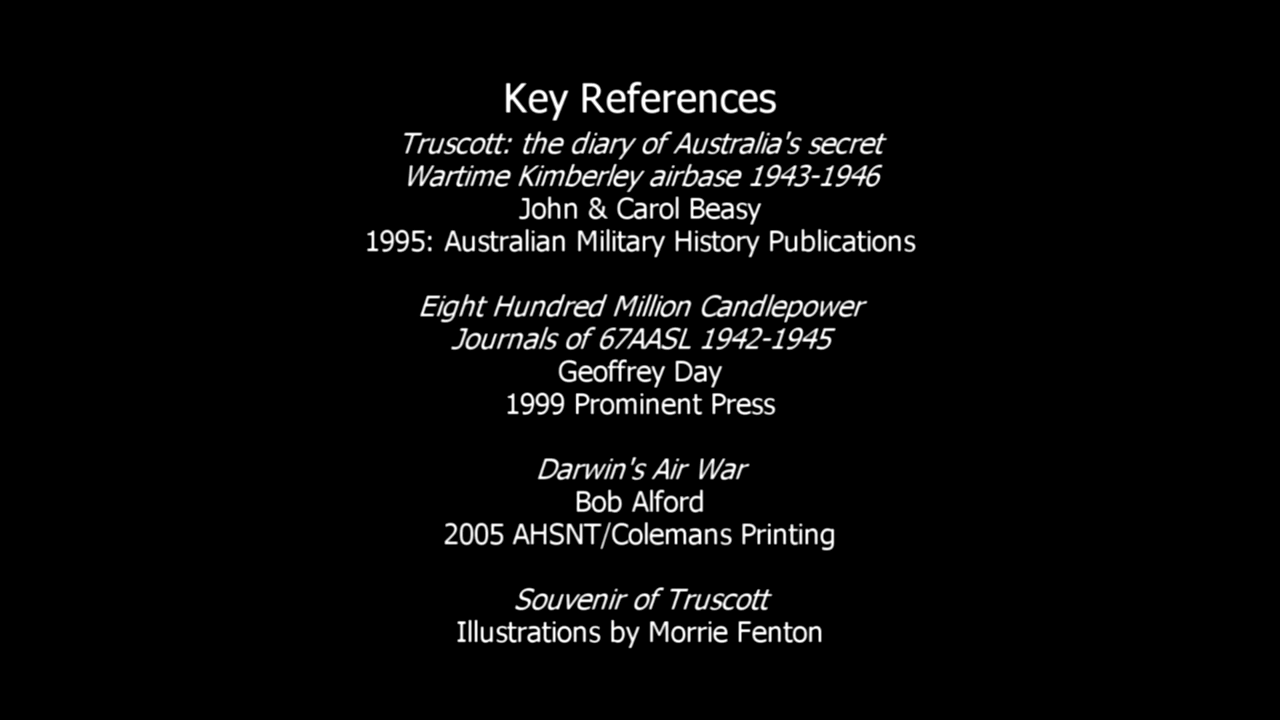 Key References
Truscott: the diary of Australia's secret
Wartime Kimberley airbase 1943-1946
John & Carol Beasy
1995: Australian Military History Publications
Eight Hundred Million Candlepower
Journals of 67AASL 1942-1945
Geoffrey Day
1999 Prominent Press
Darwin's Air War
Bob Alford
2005 AHSNT/Colemans Printing
Souvenir of Truscott
Illustrations by Morrie Fenton